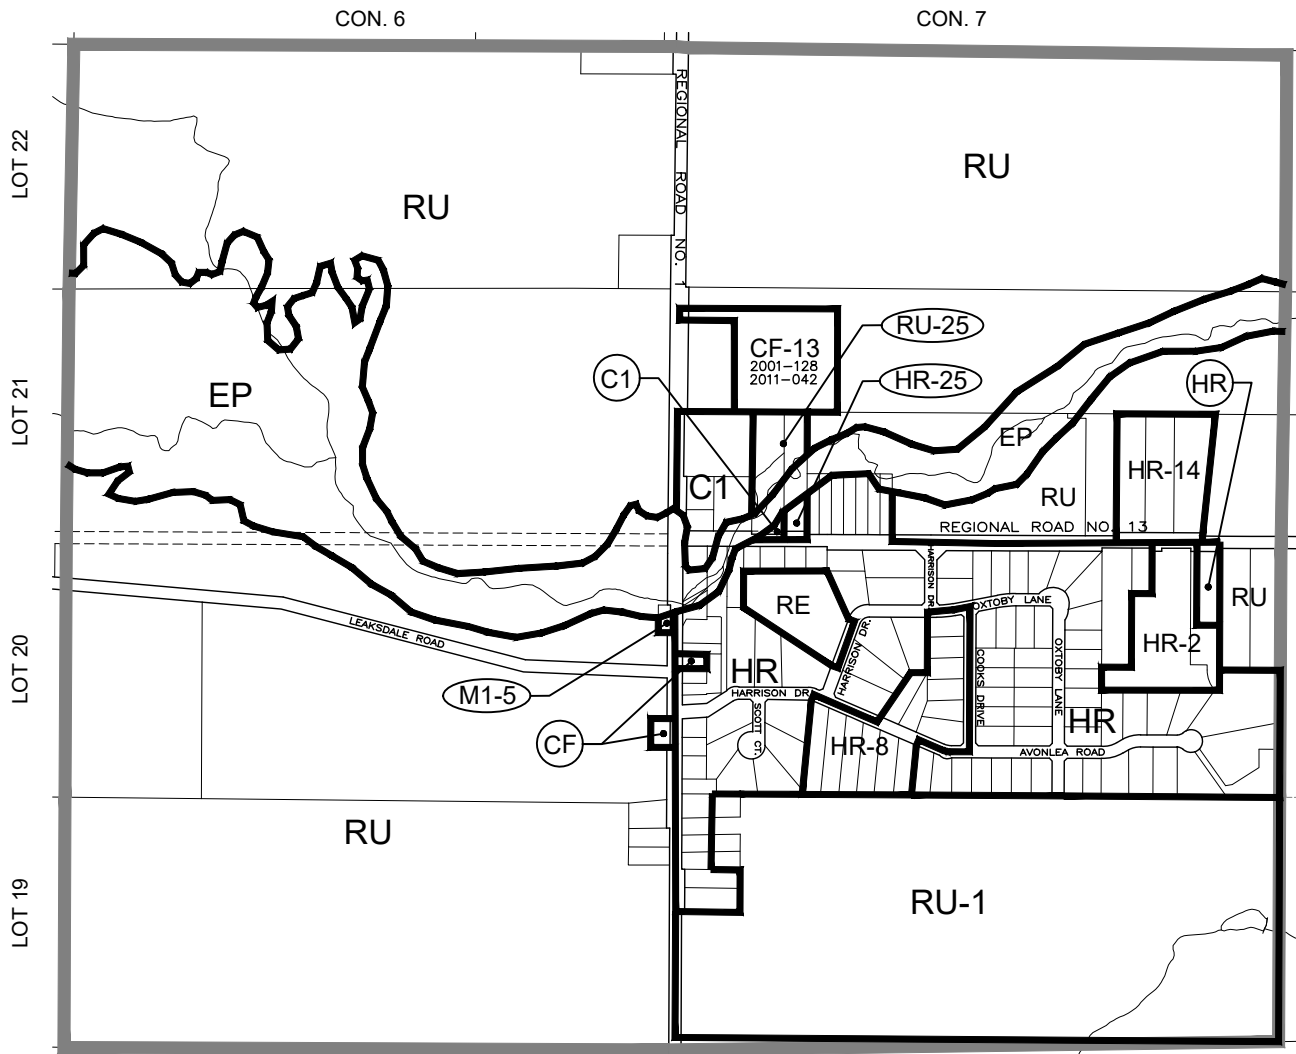 CON. 6
CON. 7
LOT 22
LOT 21
LOT 20
LOT 19
REGIONAL ROAD NO. 1
RU
RU
RU-25
CF-13
2001-128
2011-042
C1
HR-25
HR
EP
EP
C1
HR-14
RU
REGIONAL ROAD NO. 13
HARRISON DR.
OXTOBY LANE
RE
RU
LEAKSDALE ROAD
HARRISON DR.
HR-2
COOKS DRIVE
OXTOBY LANE
HR
M1-5
HARRISON DR.
SCOTT CT.
HR
CF
HR-8
AVONLEA ROAD
RU
RU-1